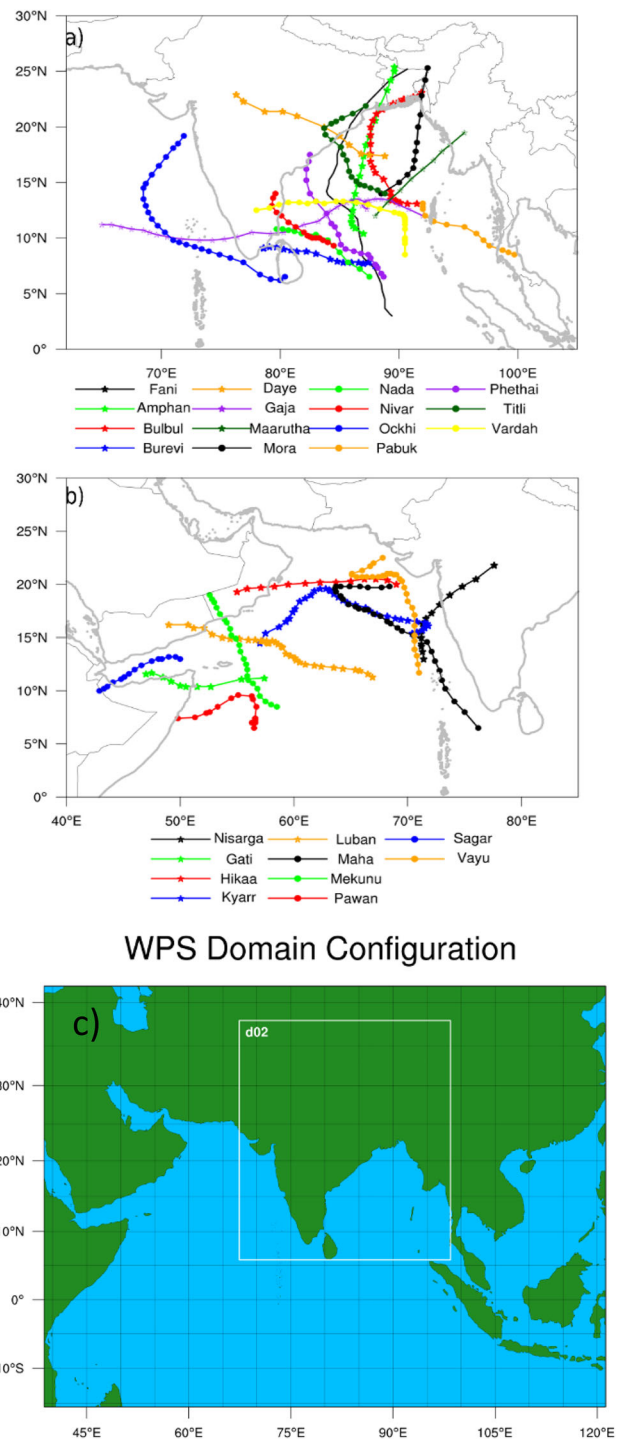 30°N
a)
25°N
20°N
15°N
10°N
5°N
0°
70°E 80°E 90°E 100°E
Fani Daye Nada Phethai
Amphan Gaja Nivar Titli
Bulbul Maarutha Ockhi Vardah
Burevi Mora Pabuk
30°N
b)
25°N
20°N
15°N
10°N
5°N
0°
40°E 50°E 60°E 70°E 80°E
Nisarga Luban Sagar
Gati Maha Vayu
Hikaa Mekunu
Kyarr Pawan
WPS Domain Configuration
40°N
c)
d02
30°N
20°N
0°N
0°
10°S
45°E 60°E 75°E 90°E 105°E 120°E